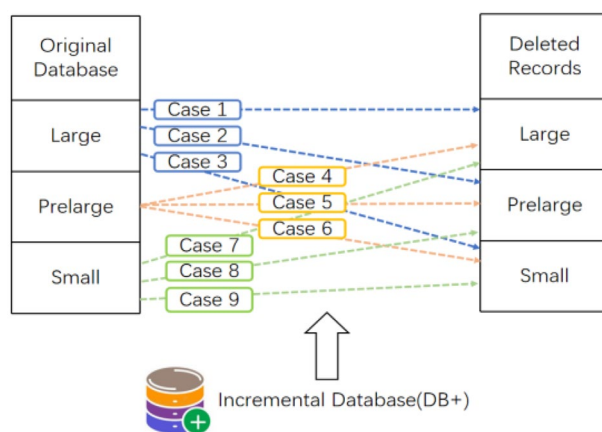 Original
Database
Deleted
Records
Large
Case 1
Case 2
Case 3
Large
Prelarge
Case 4
Case 5
Case 6
Prelarge
Small
Case 7
Case 8
Case 9
Small
Incremental Database(DB+)